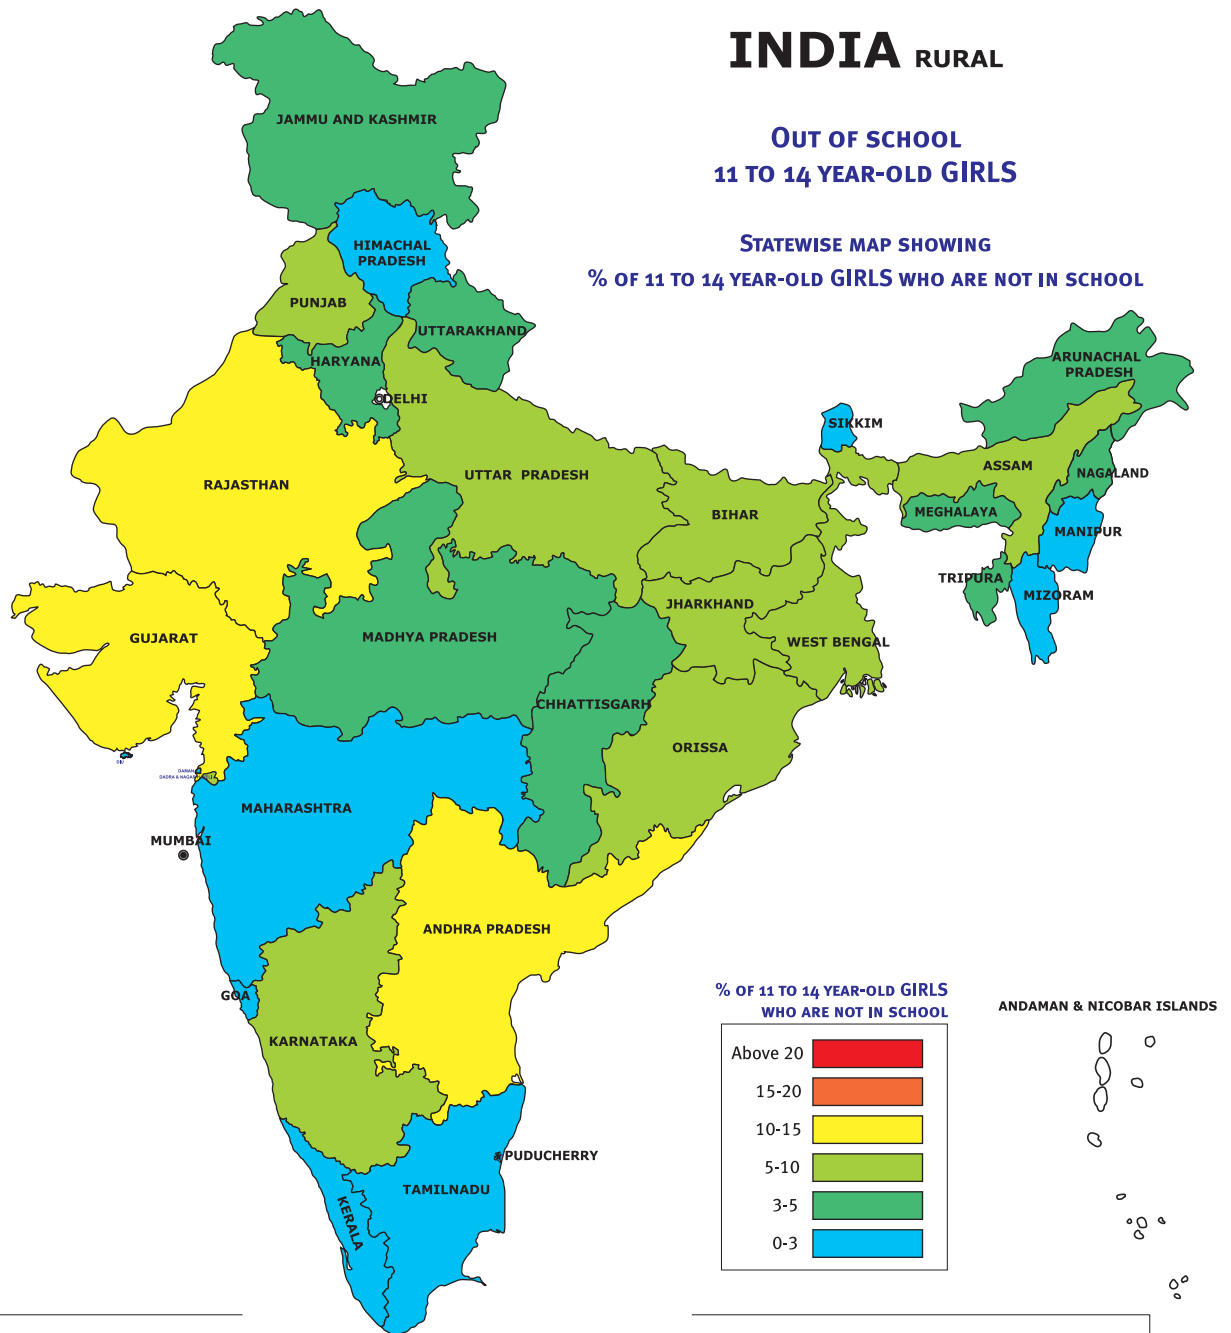 INDIA RURAL
OUT OF SCHOOL
11 TO 14 YEAR-OLD GIRLS
STATEWISE MAP SHOWING
% OF 11 TO 14 YEAR-OLD GIRLS WHO ARE NOT IN SCHOOL
JAMMU AND KASHMIR
HIMACHAL
PRADESH
PUNJAB
UTTARAKHAND
HARYANA
DELHI
ARUNACHAL
PRADESH
SIKKIM
RAJASTHAN
UTTAR PRADESH
BIHAR
ASSAM
NAGALAND
MEGHALAYA
MANIPUR
TRIPURA
MIZORAM
GUJARAT
MADHYA PRADESH
JHARKHAND
WEST BENGAL
CHHATTISGARH
ORISSA
DIU
DAMAN
DADRA & NAGAR
MAHARASHTRA
MUMBAI
ANDHRA PRADESH
GOA
KARNATAKA
PUDUCHERRY
TAMILNADU
KERALA
% OF 11 TO 14 YEAR-OLD GIRLS
WHO ARE NOT IN SCHOOL
Above 20
15-20
10-15
5-10
3-5
0-3
ANDAMAN & NICOBAR ISLANDS